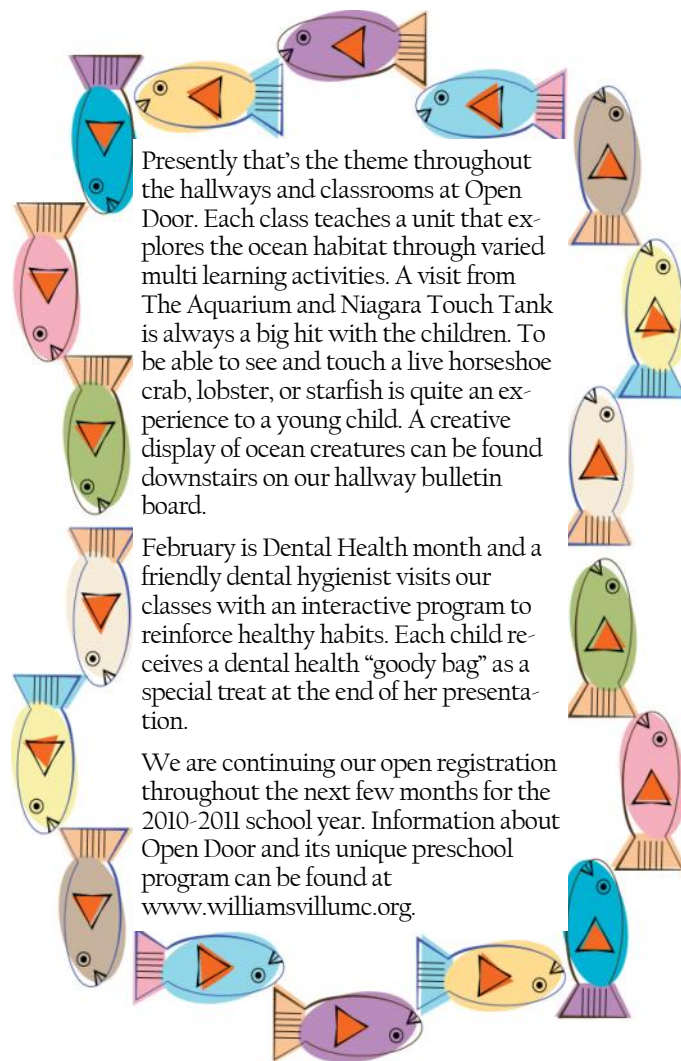 Presently that's the theme throughout
the hallways and classrooms at Open
Door. Each class teaches a unit that ex-
plores the ocean habitat through varied
multi learning activities. A visit from
The Aquarium and Niagara Touch Tank
is always a big hit with the children. To
be able to see and touch a live horseshoe
crab, lobster, or starfish is quite an ex-
perience to a young child. A creative
display of ocean creatures can be found
downstairs on our hallway bulletin
board.
February is Dental Health month and a
friendly dental hygienist visits our
classes with an interactive program to
reinforce healthy habits. Each child re-
ceives a dental health “goody bag” as a
special treat at the end of her presenta-
tion.
We are continuing our open registration
throughout the next few months for the
2010-2011 school year. Information about
Open Door and its unique preschool
program can be found at
www.williamsvillumc.org.